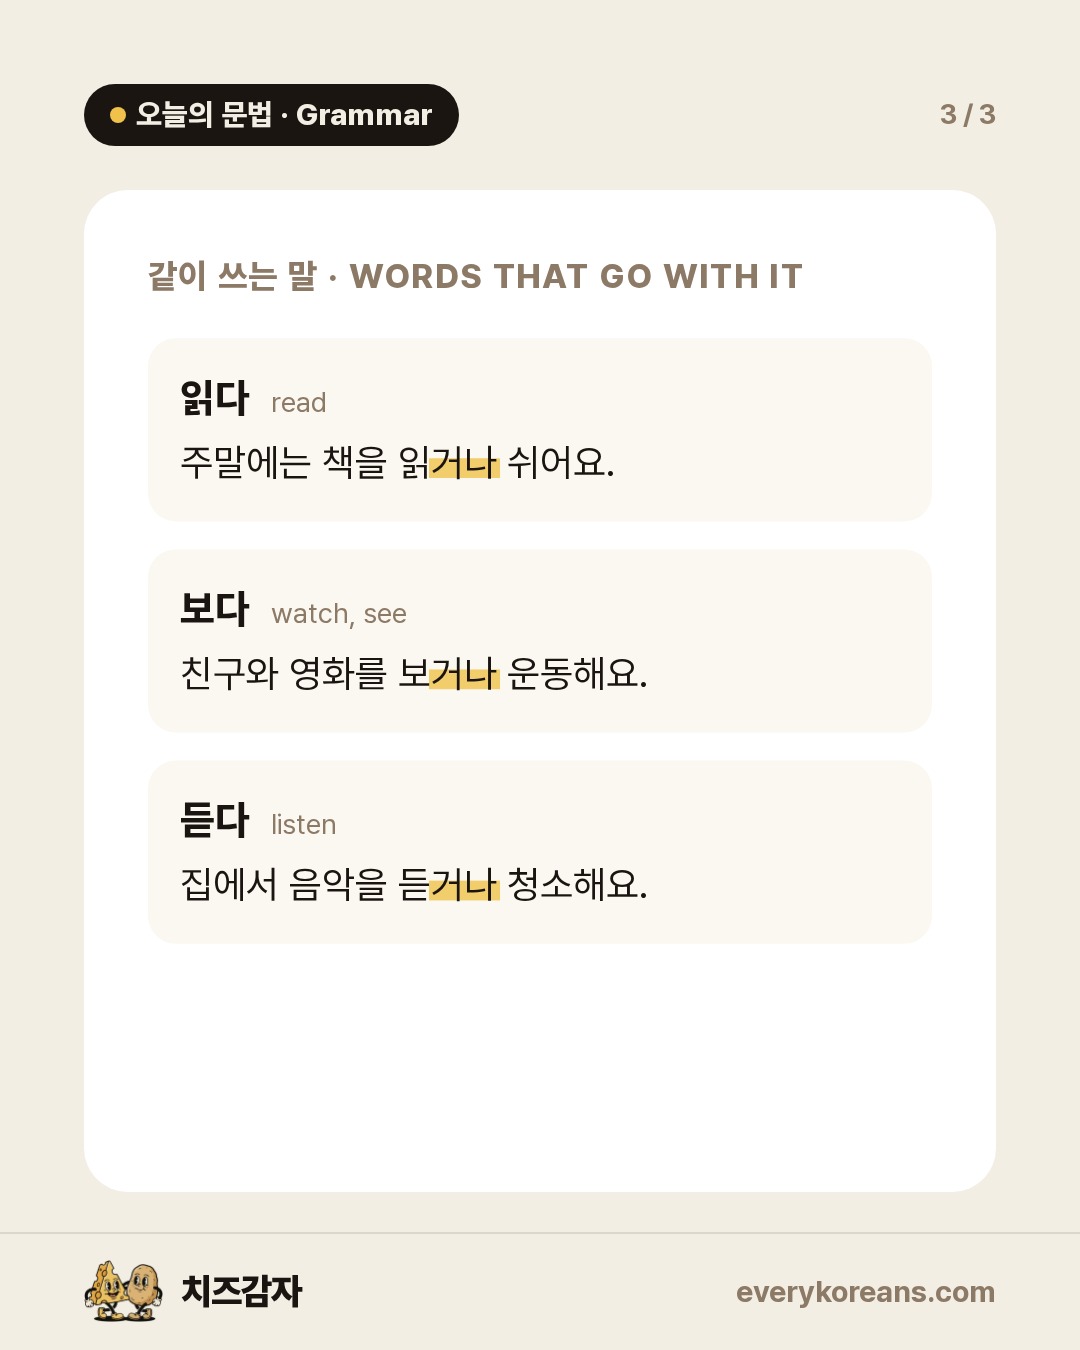 오늘의 문법 · Grammar
3 / 3
같이 쓰는 말 · WORDS THAT GO WITH IT
읽다 read
주말에는 책을 읽거나 쉬어요.
보다 watch, see
친구와 영화를 보거나 운동해요.
듣다 listen
집에서 음악을 듣거나 청소해요.
치즈감자
everykoreans.com